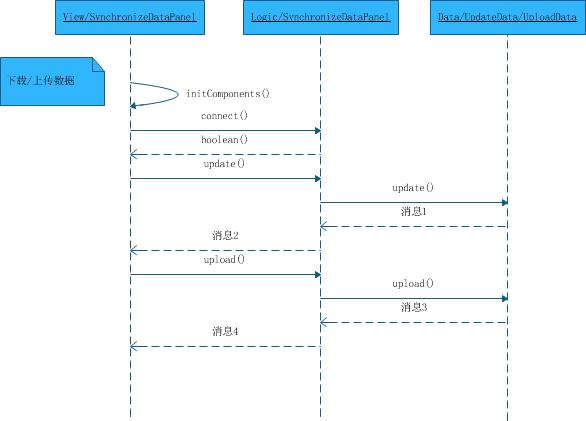 View/SynchronizeDataPanel
Logic/SynchronizeDataPanel
Data/UpdateData/UploadData
下载/上传数据
initComponents()
connect()
boolean()
update()
update()
消息1
消息2
upload()
upload()
消息3
消息4